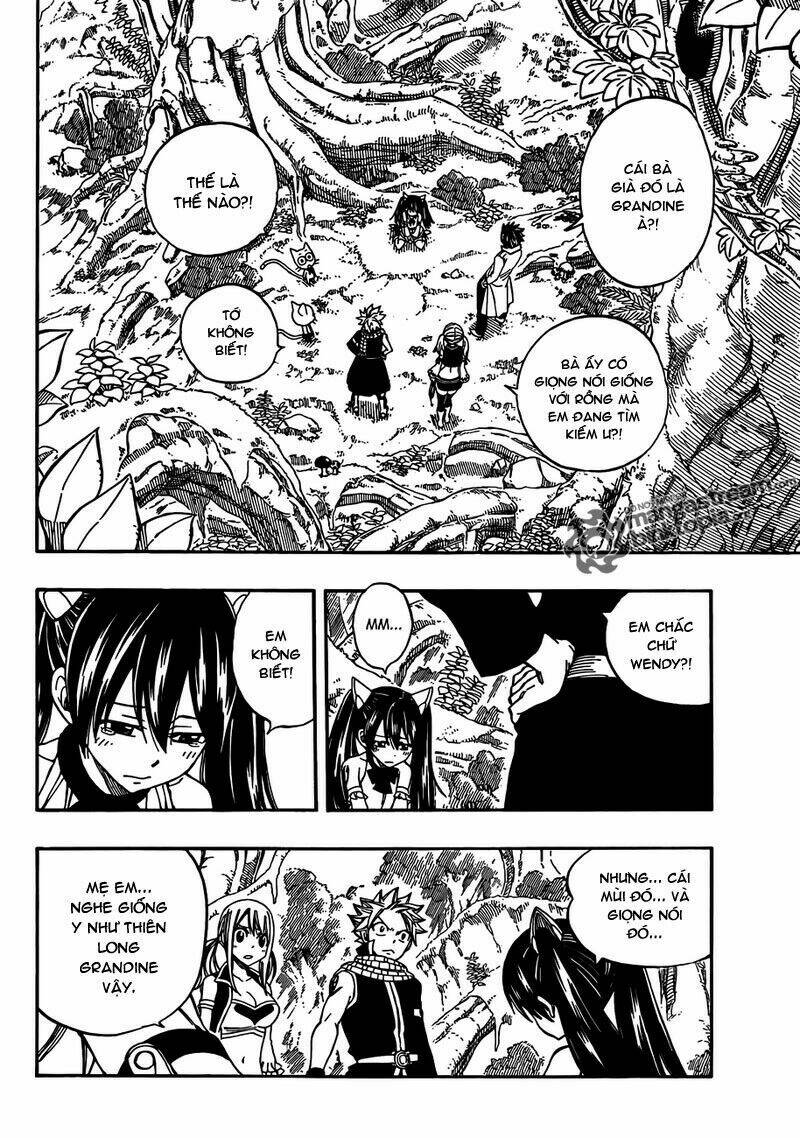 CÁI BÀ
GIÀ ĐÓ LÀ
GRANDINE
À?!
THẾ LÀ
THẾ NÀO?!
TỚ
KHÔNG
BIẾT!
BÀ ẤY CÓ
GIỌNG NÓI GIỐNG
VỚI RỒNG MÀ
EM ĐANG TÌM
KIẾM Ư?!
mangastream.com
EM CHẮC
CHỨ
WENDY?!
MM...
EM
KHÔNG
BIẾT!
NHƯNG... CÁI
MÙI ĐÓ... VÀ
GIỌNG NÓI
ĐÓ...
MẸ EM...
NGHE GIỐNG
Y NHƯ THIÊN
LONG
GRANDINE
VẬY.